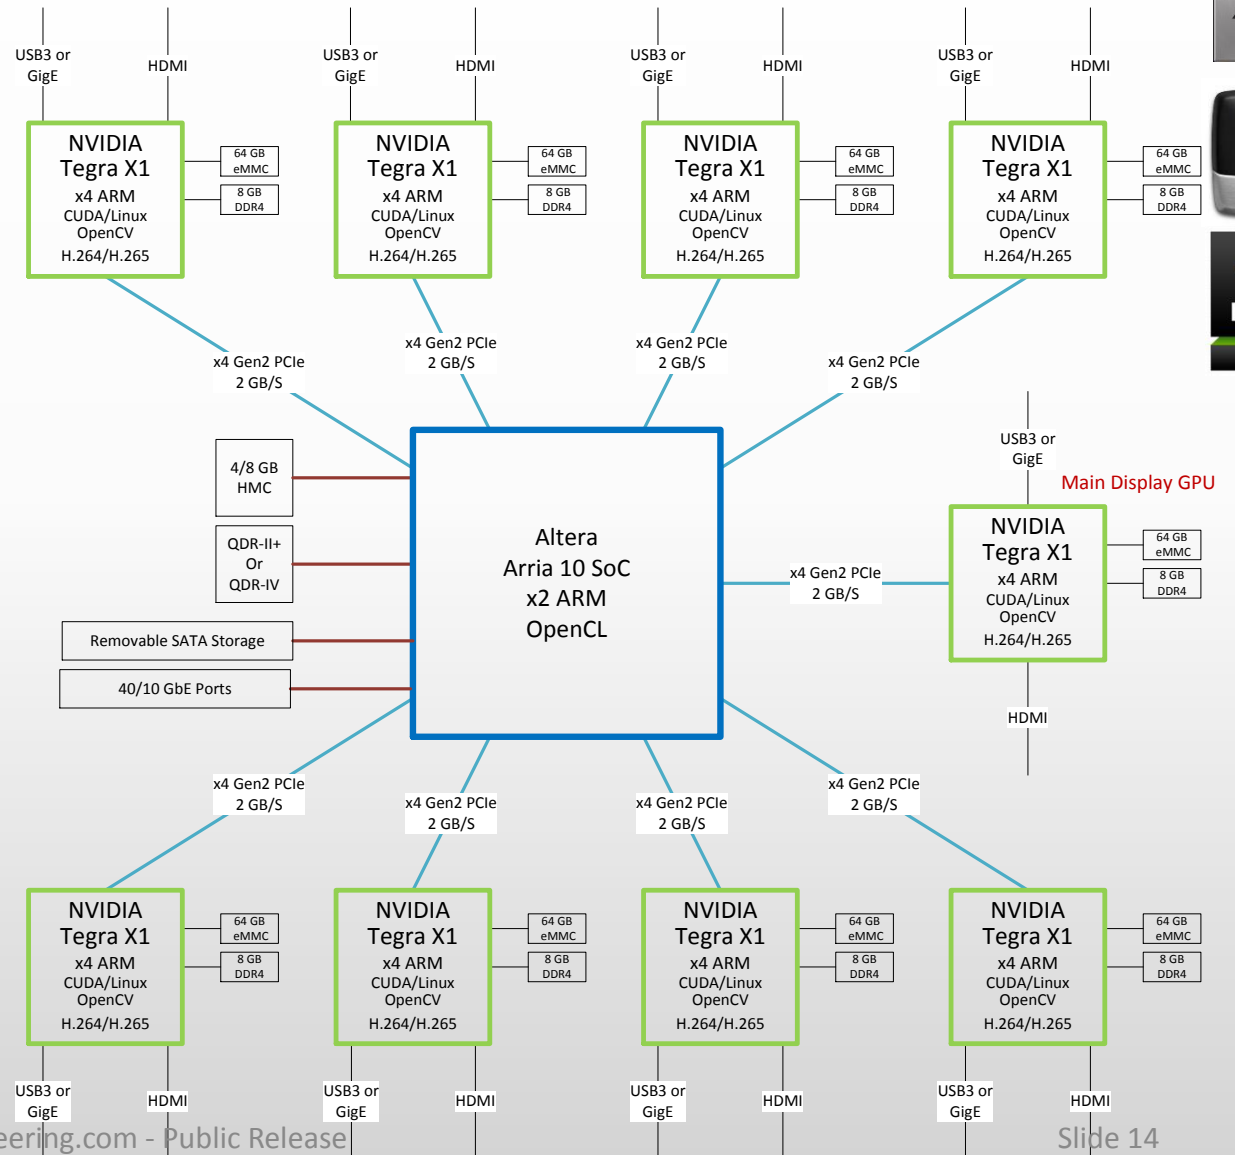 USB3 or
GigE
HDMI
USB3 or
GigE
HDMI
USB3 or
GigE
HDMI
USB3 or
GigE
HDMI
NVIDIA
Tegra X1
x4 ARM
CUDA/Linux
OpenCV
H.264/H.265
64 GB
eMMC
8 GB
DDR4
NVIDIA
Tegra X1
x4 ARM
CUDA/Linux
OpenCV
H.264/H.265
64 GB
eMMC
8 GB
DDR4
NVIDIA
Tegra X1
x4 ARM
CUDA/Linux
OpenCV
H.264/H.265
64 GB
eMMC
8 GB
DDR4
NVIDIA
Tegra X1
x4 ARM
CUDA/Linux
OpenCV
H.264/H.265
64 GB
eMMC
8 GB
DDR4
x4 Gen2 PCIe
2 GB/S
x4 Gen2 PCIe
2 GB/S
x4 Gen2 PCIe
2 GB/S
x4 Gen2 PCIe
2 GB/S
4/8 GB
HMC
QDR-II+
Or
QDR-IV
Removable SATA Storage
40/10 GbE Ports
Altera
Arria 10 SoC
x2 ARM
OpenCL
x4 Gen2 PCIe
2 GB/S
USB3 or
GigE
Main Display GPU
NVIDIA
Tegra X1
x4 ARM
CUDA/Linux
OpenCV
H.264/H.265
64 GB
eMMC
8 GB
DDR4
HDMI
x4 Gen2 PCIe
2 GB/S
x4 Gen2 PCIe
2 GB/S
x4 Gen2 PCIe
2 GB/S
x4 Gen2 PCIe
2 GB/S
NVIDIA
Tegra X1
x4 ARM
CUDA/Linux
OpenCV
H.264/H.265
64 GB
eMMC
8 GB
DDR4
NVIDIA
Tegra X1
x4 ARM
CUDA/Linux
OpenCV
H.264/H.265
64 GB
eMMC
8 GB
DDR4
NVIDIA
Tegra X1
x4 ARM
CUDA/Linux
OpenCV
H.264/H.265
64 GB
eMMC
8 GB
DDR4
NVIDIA
Tegra X1
x4 ARM
CUDA/Linux
OpenCV
H.264/H.265
64 GB
eMMC
8 GB
DDR4
USB3 or
GigE
HDMI
USB3 or
GigE
HDMI
USB3 or
GigE
HDMI
USB3 or
GigE
HDMI
eering.com - Public Release
Slide 14